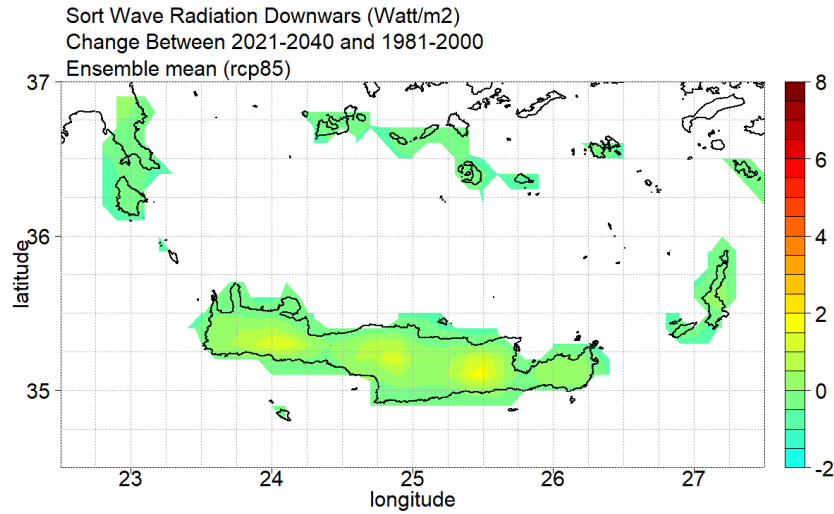 Sort Wave Radiation Downwars (Watt/m2)
Change Between 2021-2040 and 1981-2000
Ensemble mean (rcp85)
37
36
35
latitude
23
24
25
26
27
longitude
8
6
4
2
0
-2